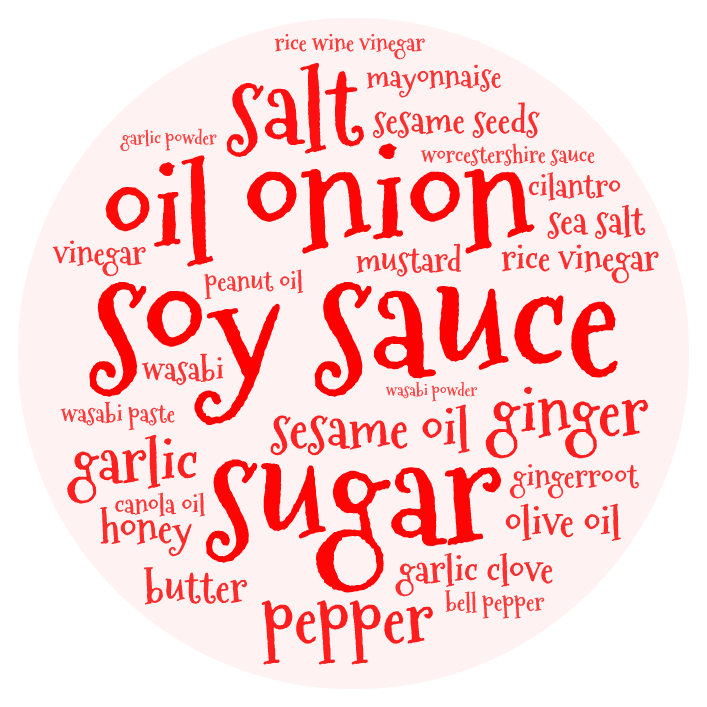 rice wine vinegar
salt
mayonnaise
sesame seeds
garlic powder
worcestershire sauce
oil
onion
cilantro
sea salt
vinegar
mustard
rice vinegar
peanut oil
soy sauce
wasabi
wasabi powder
wasabi paste
sesame oil
ginger
garlic
sugar
gingerroot
canola oil
honey
olive oil
butter
garlic clove
bell pepper
pepper